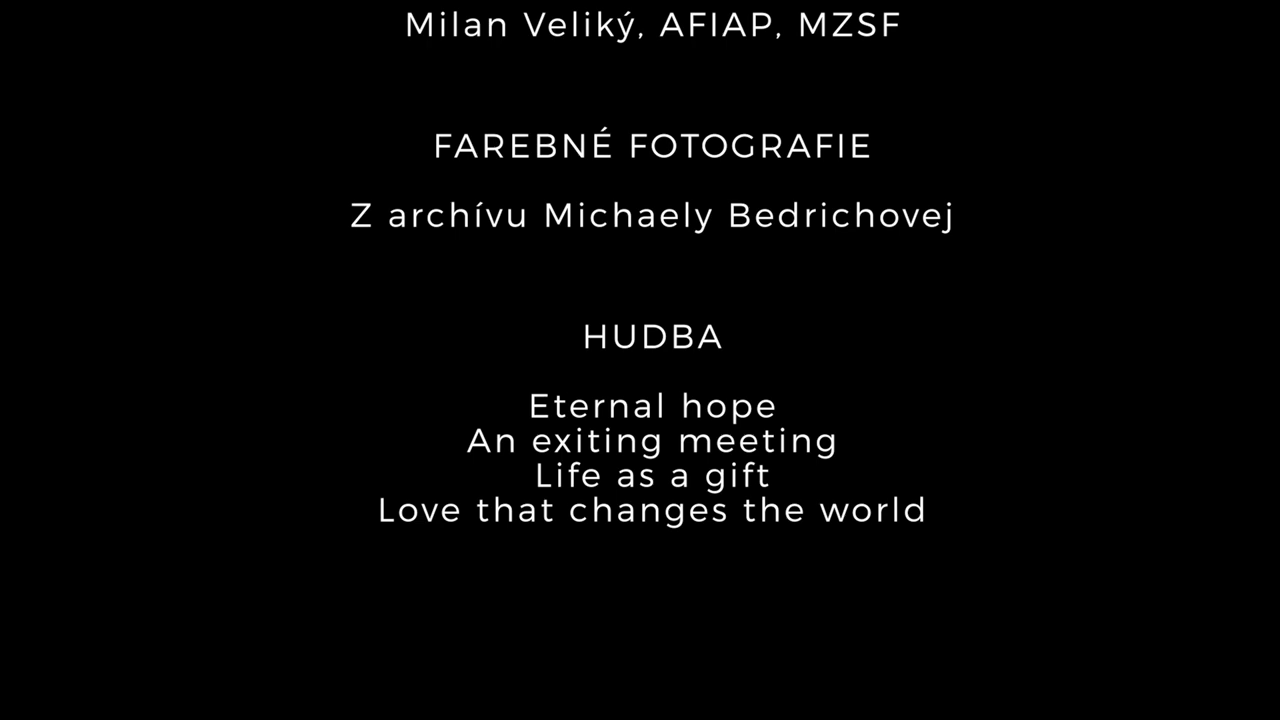 Milan Veliký, AFIAP, MZSF
FAREBNÉ FOTOGRAFIE
Z archívu Michaely Bedrichovej
HUDBA
Eternal hope
An exiting meeting
Life as a gift
Love that changes the world